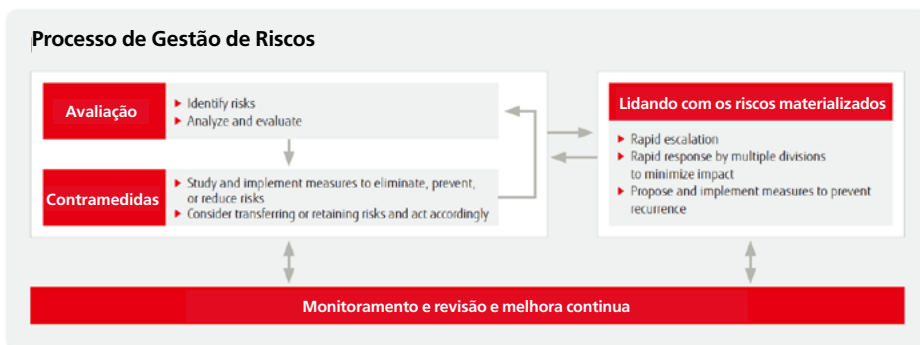 Processo de Gestão de Riscos
Avaliação
Identify risks
Analyze and evaluate
Contramedidas
Study and implement measures to eliminate, prevent,
or reduce risks
Consider transferring or retaining risks and act accordingly
Lidando com os riscos materializados
Rapid escalation
Rapid response by multiple divisions
to minimize impact
Propose and implement measures to prevent
recurrence
Monitoramento e revisão e melhora continua